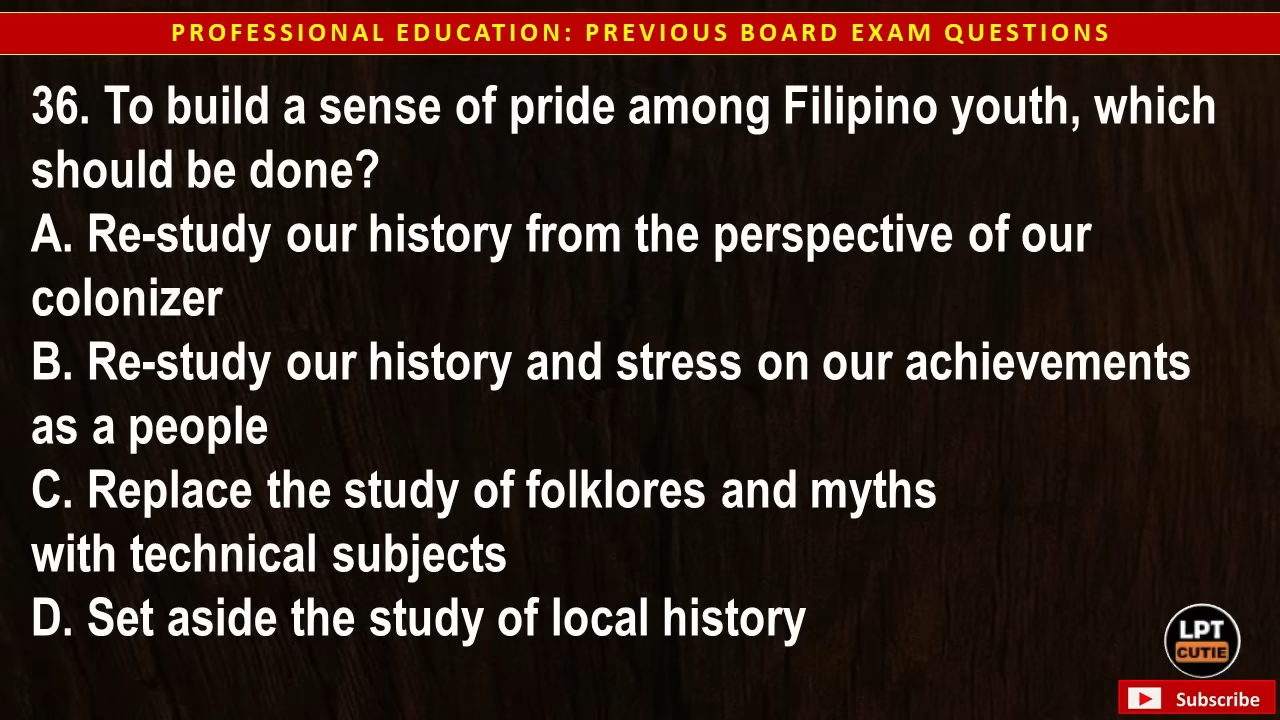 PROFESSIONAL EDUCATION: PREVIOUS BOARD EXAM QUESTIONS
36. To build a sense of pride among Filipino youth, which
should be done?
A. Re-study our history from the perspective of our
colonizer
B. Re-study our history and stress on our achievements
as a people
C. Replace the study of folklores and myths
with technical subjects
D. Set aside the study of local history
LPT
CUTIE
Subscribe